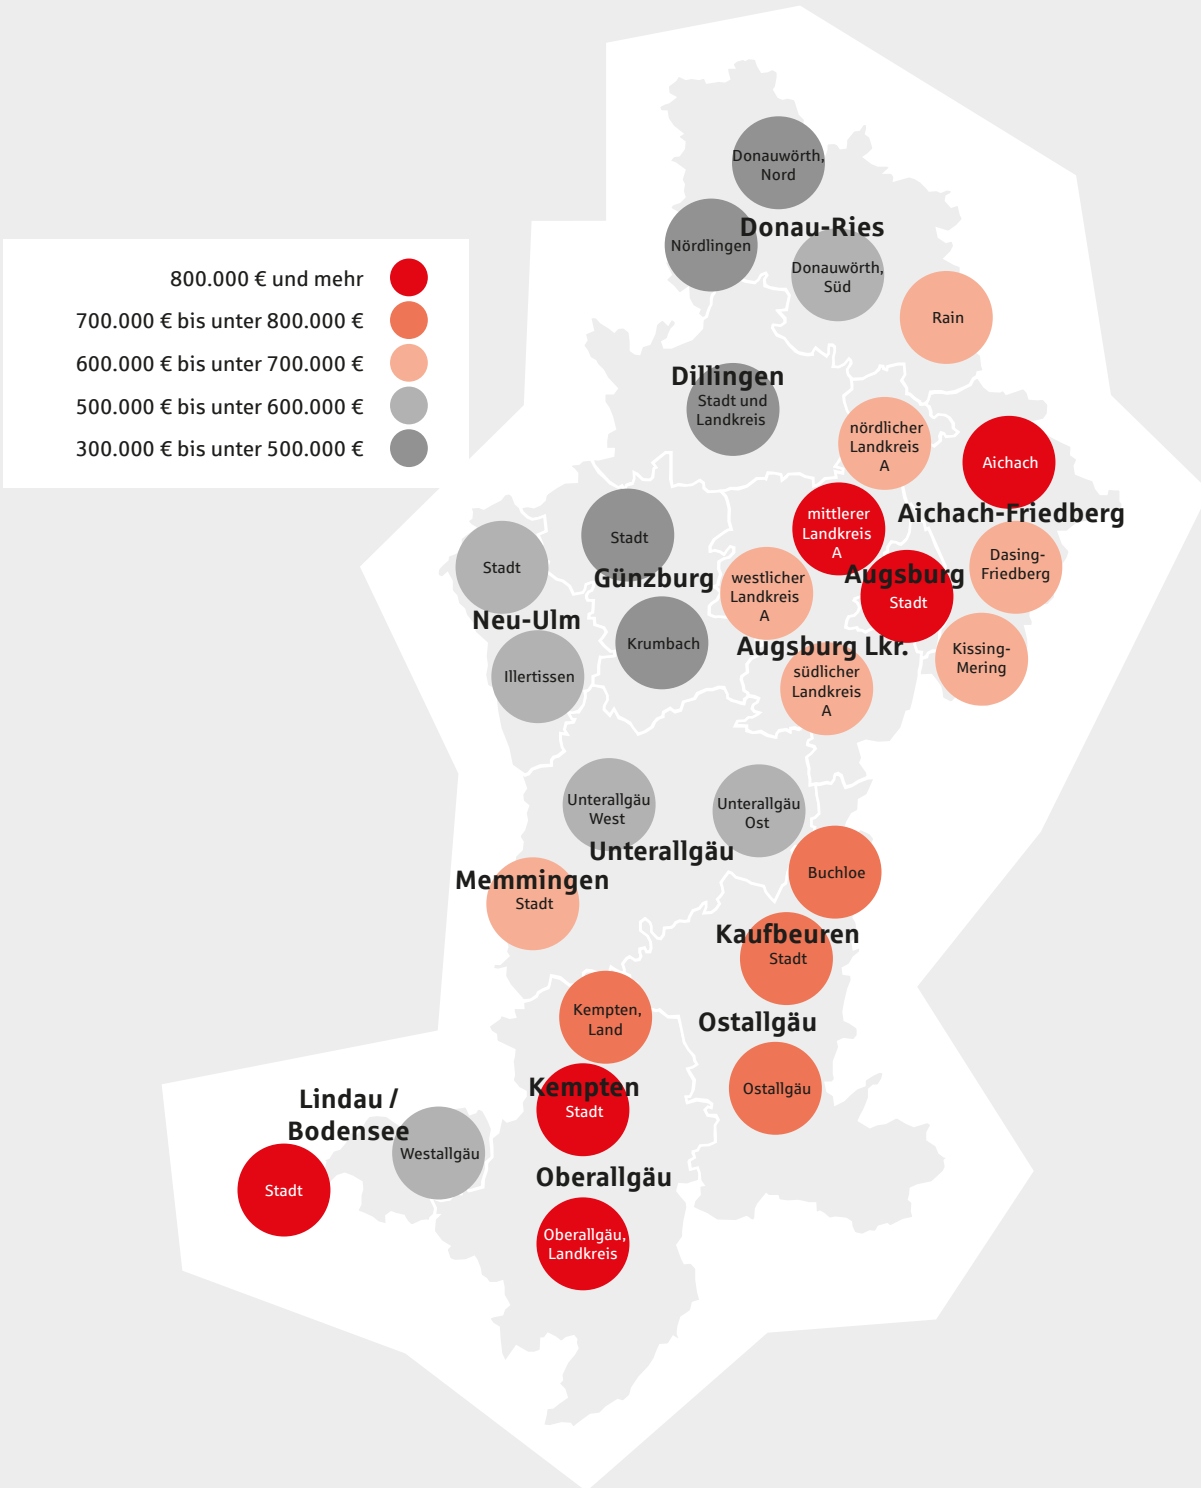 800.000 € und mehr
700.000 € bis unter 800.000 €
600.000 € bis unter 700.000 €
500.000 € bis unter 600.000 €
300.000 € bis unter 500.000 €
Donauwörth,
Nord
Donau-Ries
Nördlingen
Donauwörth,
Süd
Rain
Dillingen
Stadt und
Landkreis
nördlicher
Landkreis
A
Aichach
Aichach-Friedberg
mittlerer
Landkreis
A
Stadt
Günzburg
Stadt
Neu-Ulm
westlicher
Landkreis
A
Augsburg
Stadt
Dasing-
Friedberg
Krumbach
Augsburg Lkr.
Kissing-
Mering
Illertissen
südlicher
Landkreis
A
Unterallgäu
West
Unterallgäu
Ost
Unterallgäu
Buchloe
Memmingen
Stadt
Kaufbeuren
Stadt
Kempten,
Land
Ostallgäu
Kempten
Stadt
Ostallgäu
Lindau /
Bodensee
Westallgäu
Stadt
Oberallgäu
Oberallgäu,
Landkreis